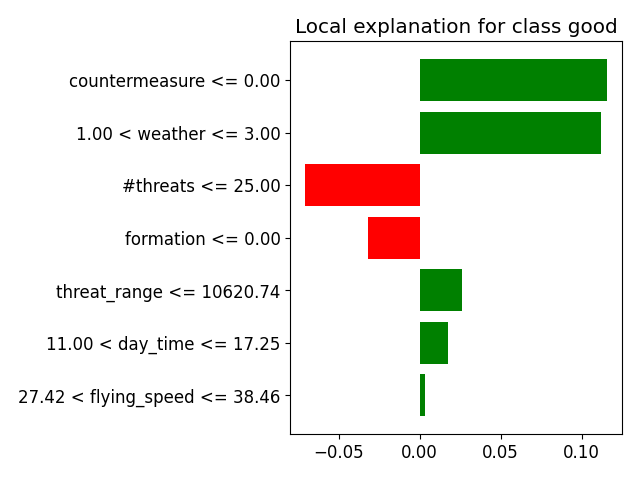 Local explanation for class good
countermeasure <= 0.00
1.00 < weather <= 3.00
#threats <= 25.00
formation <= 0.00
threat_range <= 10620.74
11.00 < day_time <= 17.25
27.42 < flying_speed <= 38.46
−0.05 0.00 0.05 0.10